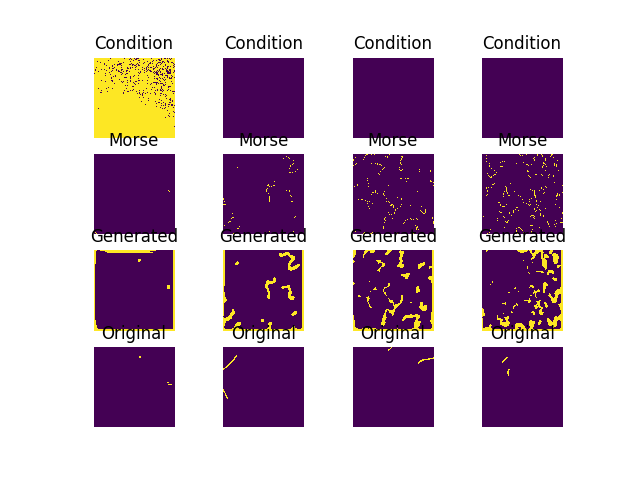 Condition Condition Condition Condition
Morse Morse Morse Morse
Generated Generated Generated Generated
Original Original Original Original